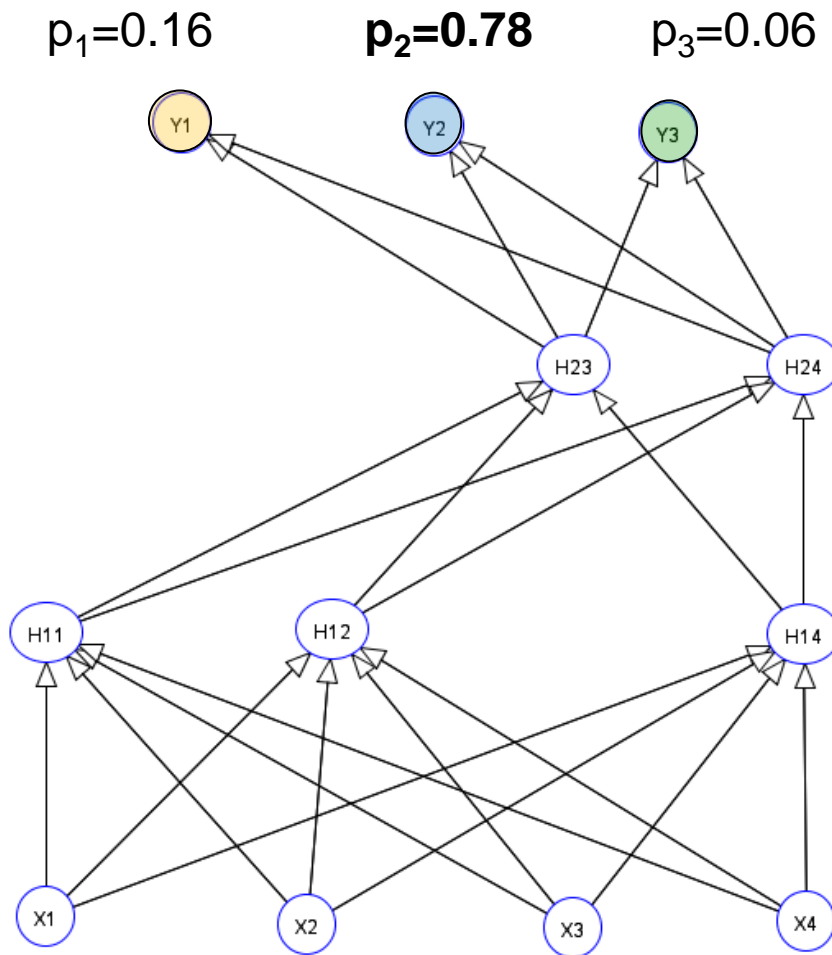 p₁=0.16 p₂=0.78 p₃=0.06
Y1 Y2 Y3
H23 H24
H11 H12 H14
X1 X2 X3 X4